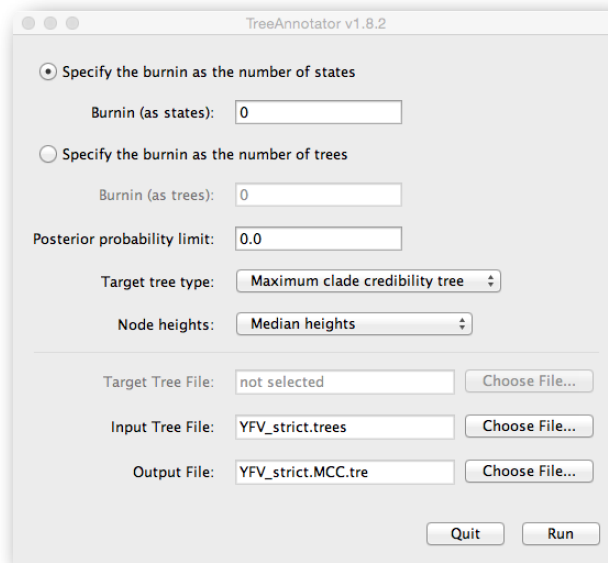 TreeAnnotator v1.8.2
Specify the burnin as the number of states
Burnin (as states): 0
Specify the burnin as the number of trees
Burnin (as trees): 0
Posterior probability limit: 0.0
Target tree type: Maximum clade credibility tree
Node heights: Median heights
Target Tree File: not selected Choose File...
Input Tree File: YFV_strict.trees Choose File...
Output File: YFV_strict.MCC.tre Choose File...
Quit Run